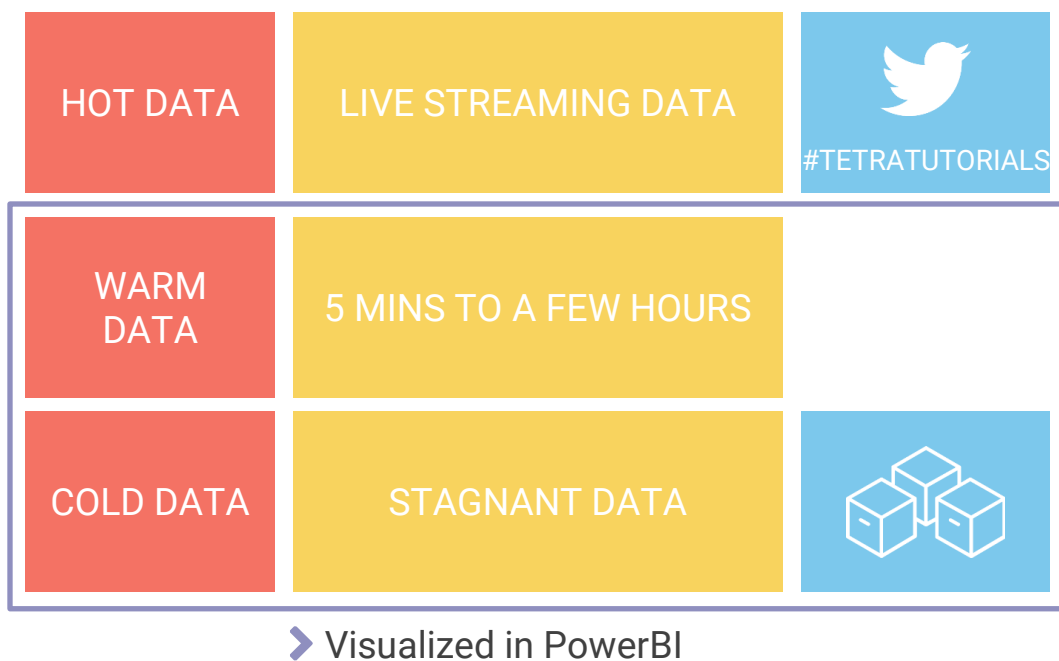 HOT DATA
LIVE STREAMING DATA
#TETRATUTORIALS
WARM
DATA
5 MINS TO A FEW HOURS
COLD DATA
STAGNANT DATA
Visualized in PowerBI